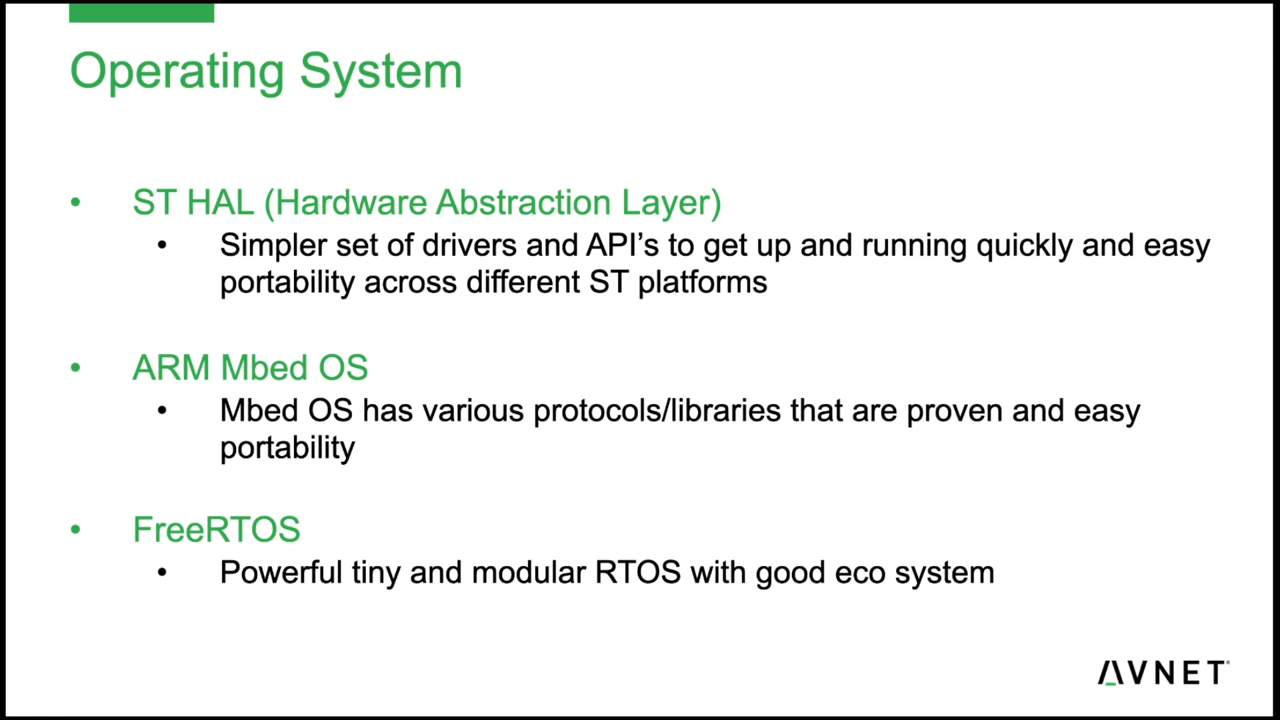 Operating System
• ST HAL (Hardware Abstraction Layer)
• Simpler set of drivers and API’s to get up and running quickly and easy
portability across different ST platforms
• ARM Mbed OS
• Mbed OS has various protocols/libraries that are proven and easy
portability
• FreeRTOS
• Powerful tiny and modular RTOS with good eco system
AVNET